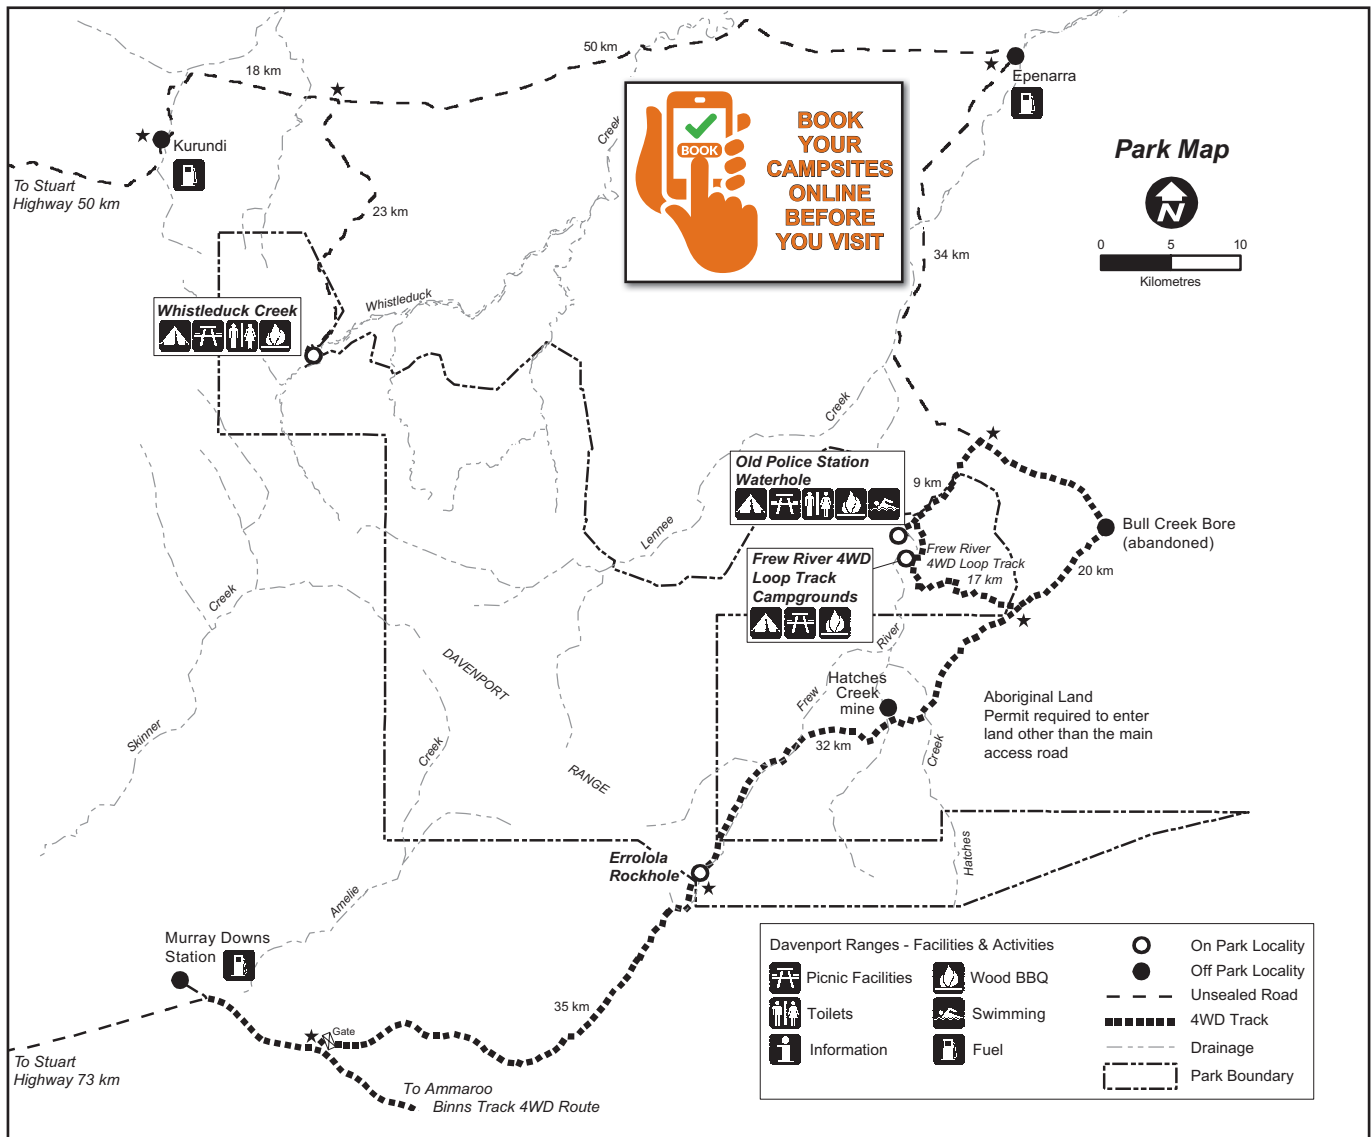 50 km
18 km
Epenarra
Creek
BOOK
BOOK
YOUR
CAMPSITES
ONLINE
BEFORE
YOU VISIT
Park Map
N
0 5 10
Kilometres
Kurundi
To Stuart
Highway 50 km
23 km
34 km
Whistleduck
Whistleduck Creek
Creek
Old Police Station
Waterhole
9 km
Bull Creek Bore
(abandoned)
Lennee
Frew River 4WD
Loop Track
Campgrounds
Frew River
4WD Loop Track
17 km
20 km
Creek
River
DAVENPORT
Hatches
Creek
mine
Frew
Aboriginal Land
Permit required to enter
land other than the main
access road
Skinner
Creek
32 km
Creek
RANGE
Hatches
Errolola
Rockhole
Amelie
Murray Downs
Station
35 km
Gate
To Stuart
Highway 73 km
To Ammaroo
Binns Track 4WD Route
Davenport Ranges - Facilities & Activities
Picnic Facilities
Wood BBQ
Toilets
Swimming
Information
Fuel
On Park Locality
Off Park Locality
Unsealed Road
4WD Track
Drainage
Park Boundary